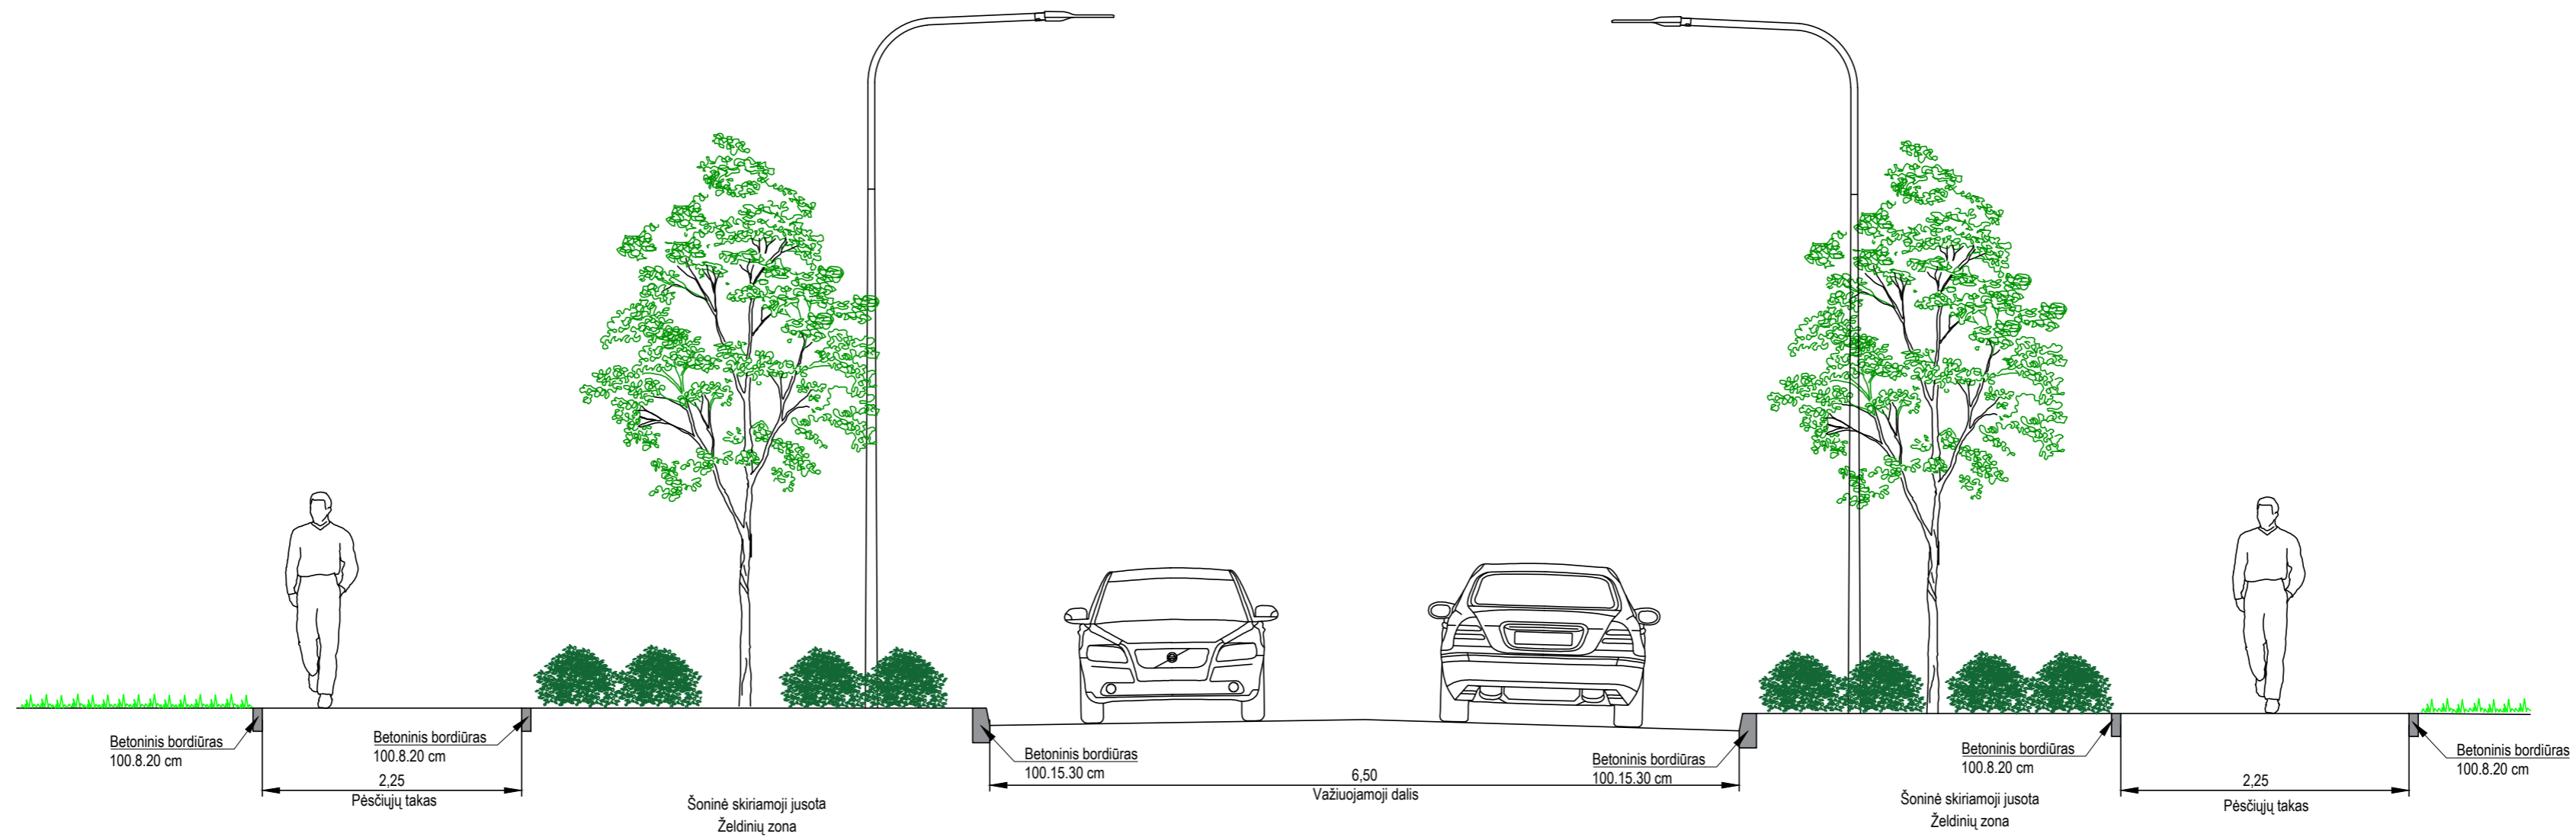 Betoninis bordiūras
100.8.20 cm
2,25
Pėsčiųjų takas
Betoninis bordiūras
100.8.20 cm
Šoninė skiriamoji jusota
Želdinių zona
Betoninis bordiūras
100.15.30 cm
6,50
Važiuojamoji dalis
Betoninis bordiūras
100.15.30 cm
Šoninė skiriamoji jusota
Želdinių zona
Betoninis bordiūras
100.8.20 cm
2,25
Pėsčiųjų takas
Betoninis bordiūras
100.8.20 cm